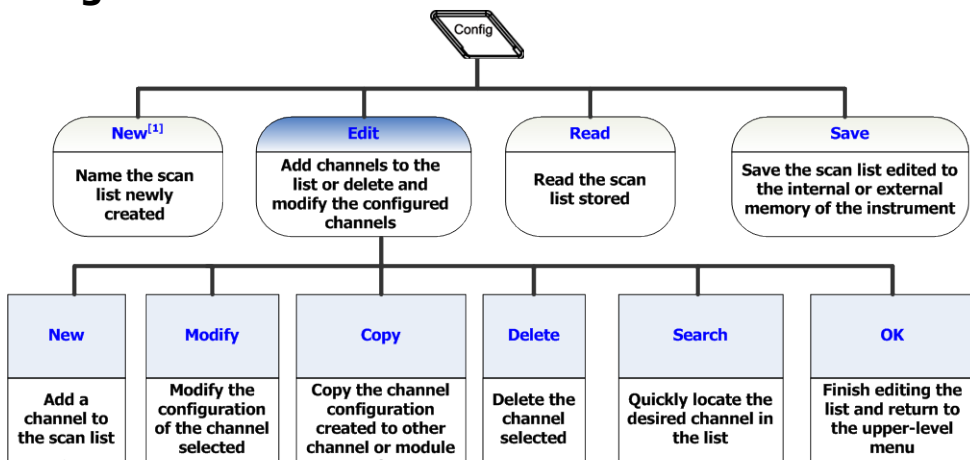 Config
New[1]
Name the scan
list newly
created
Edit
Add channels to the
list or delete and
modify the configured
channels
Read
Read the scan
list stored
Save
Save the scan list edited to
the internal or external
memory of the instrument
New
Add a
channel to
the scan list
Modify
Modify the
configuration
of the channel
selected
Copy
Copy the channel
configuration
created to other
channel or module
Delete
Delete the
channel
selected
Search
Quickly locate the
desired channel in
the list
OK
Finish editing the
list and return to
the upper-level
menu